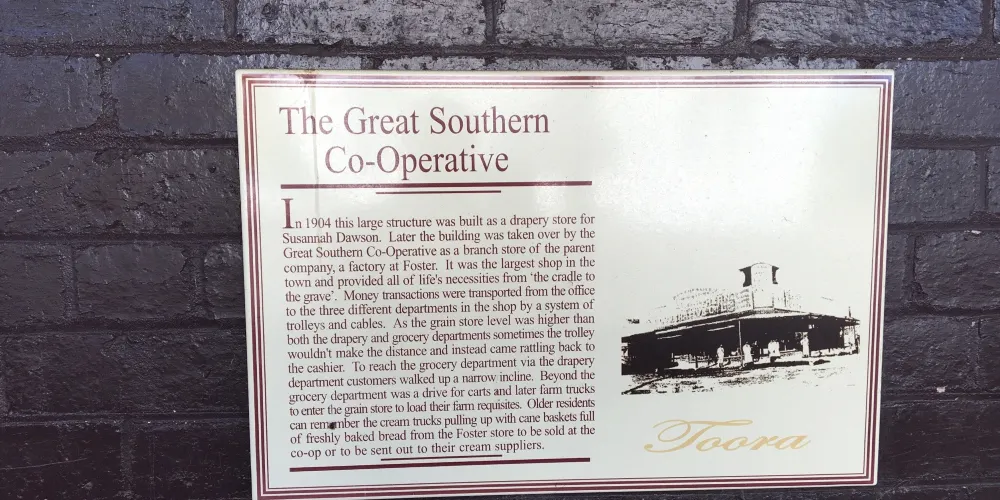 The Great Southern
Co-Operative
In 1904 this large structure was built as a drapery store for
Susannah Dawson. Later the building was taken over by the
Great Southern Co-Operative as a branch store of the parent
company, a factory at Foster. It was the largest shop in the
town and provided all of life's necessities from 'the cradle to
the grave'. Money transactions were transported from the office
to the three different departments in the shop by a system of
trolleys and cables. As the grain store level was higher than
both the drapery and grocery departments sometimes the trolley
wouldn't make the distance and instead came rattling back to
the cashier. To reach the grocery department via the drapery
department customers walked up a narrow incline. Beyond the
grocery department was a drive for carts and later farm trucks
to enter the grain store to load their farm requisites. Older residents
can remember the cream trucks pulling up with cane baskets full
of freshly baked bread from the Foster store to be sold at the
co-op or to be sent out to their cream suppliers.
Toora